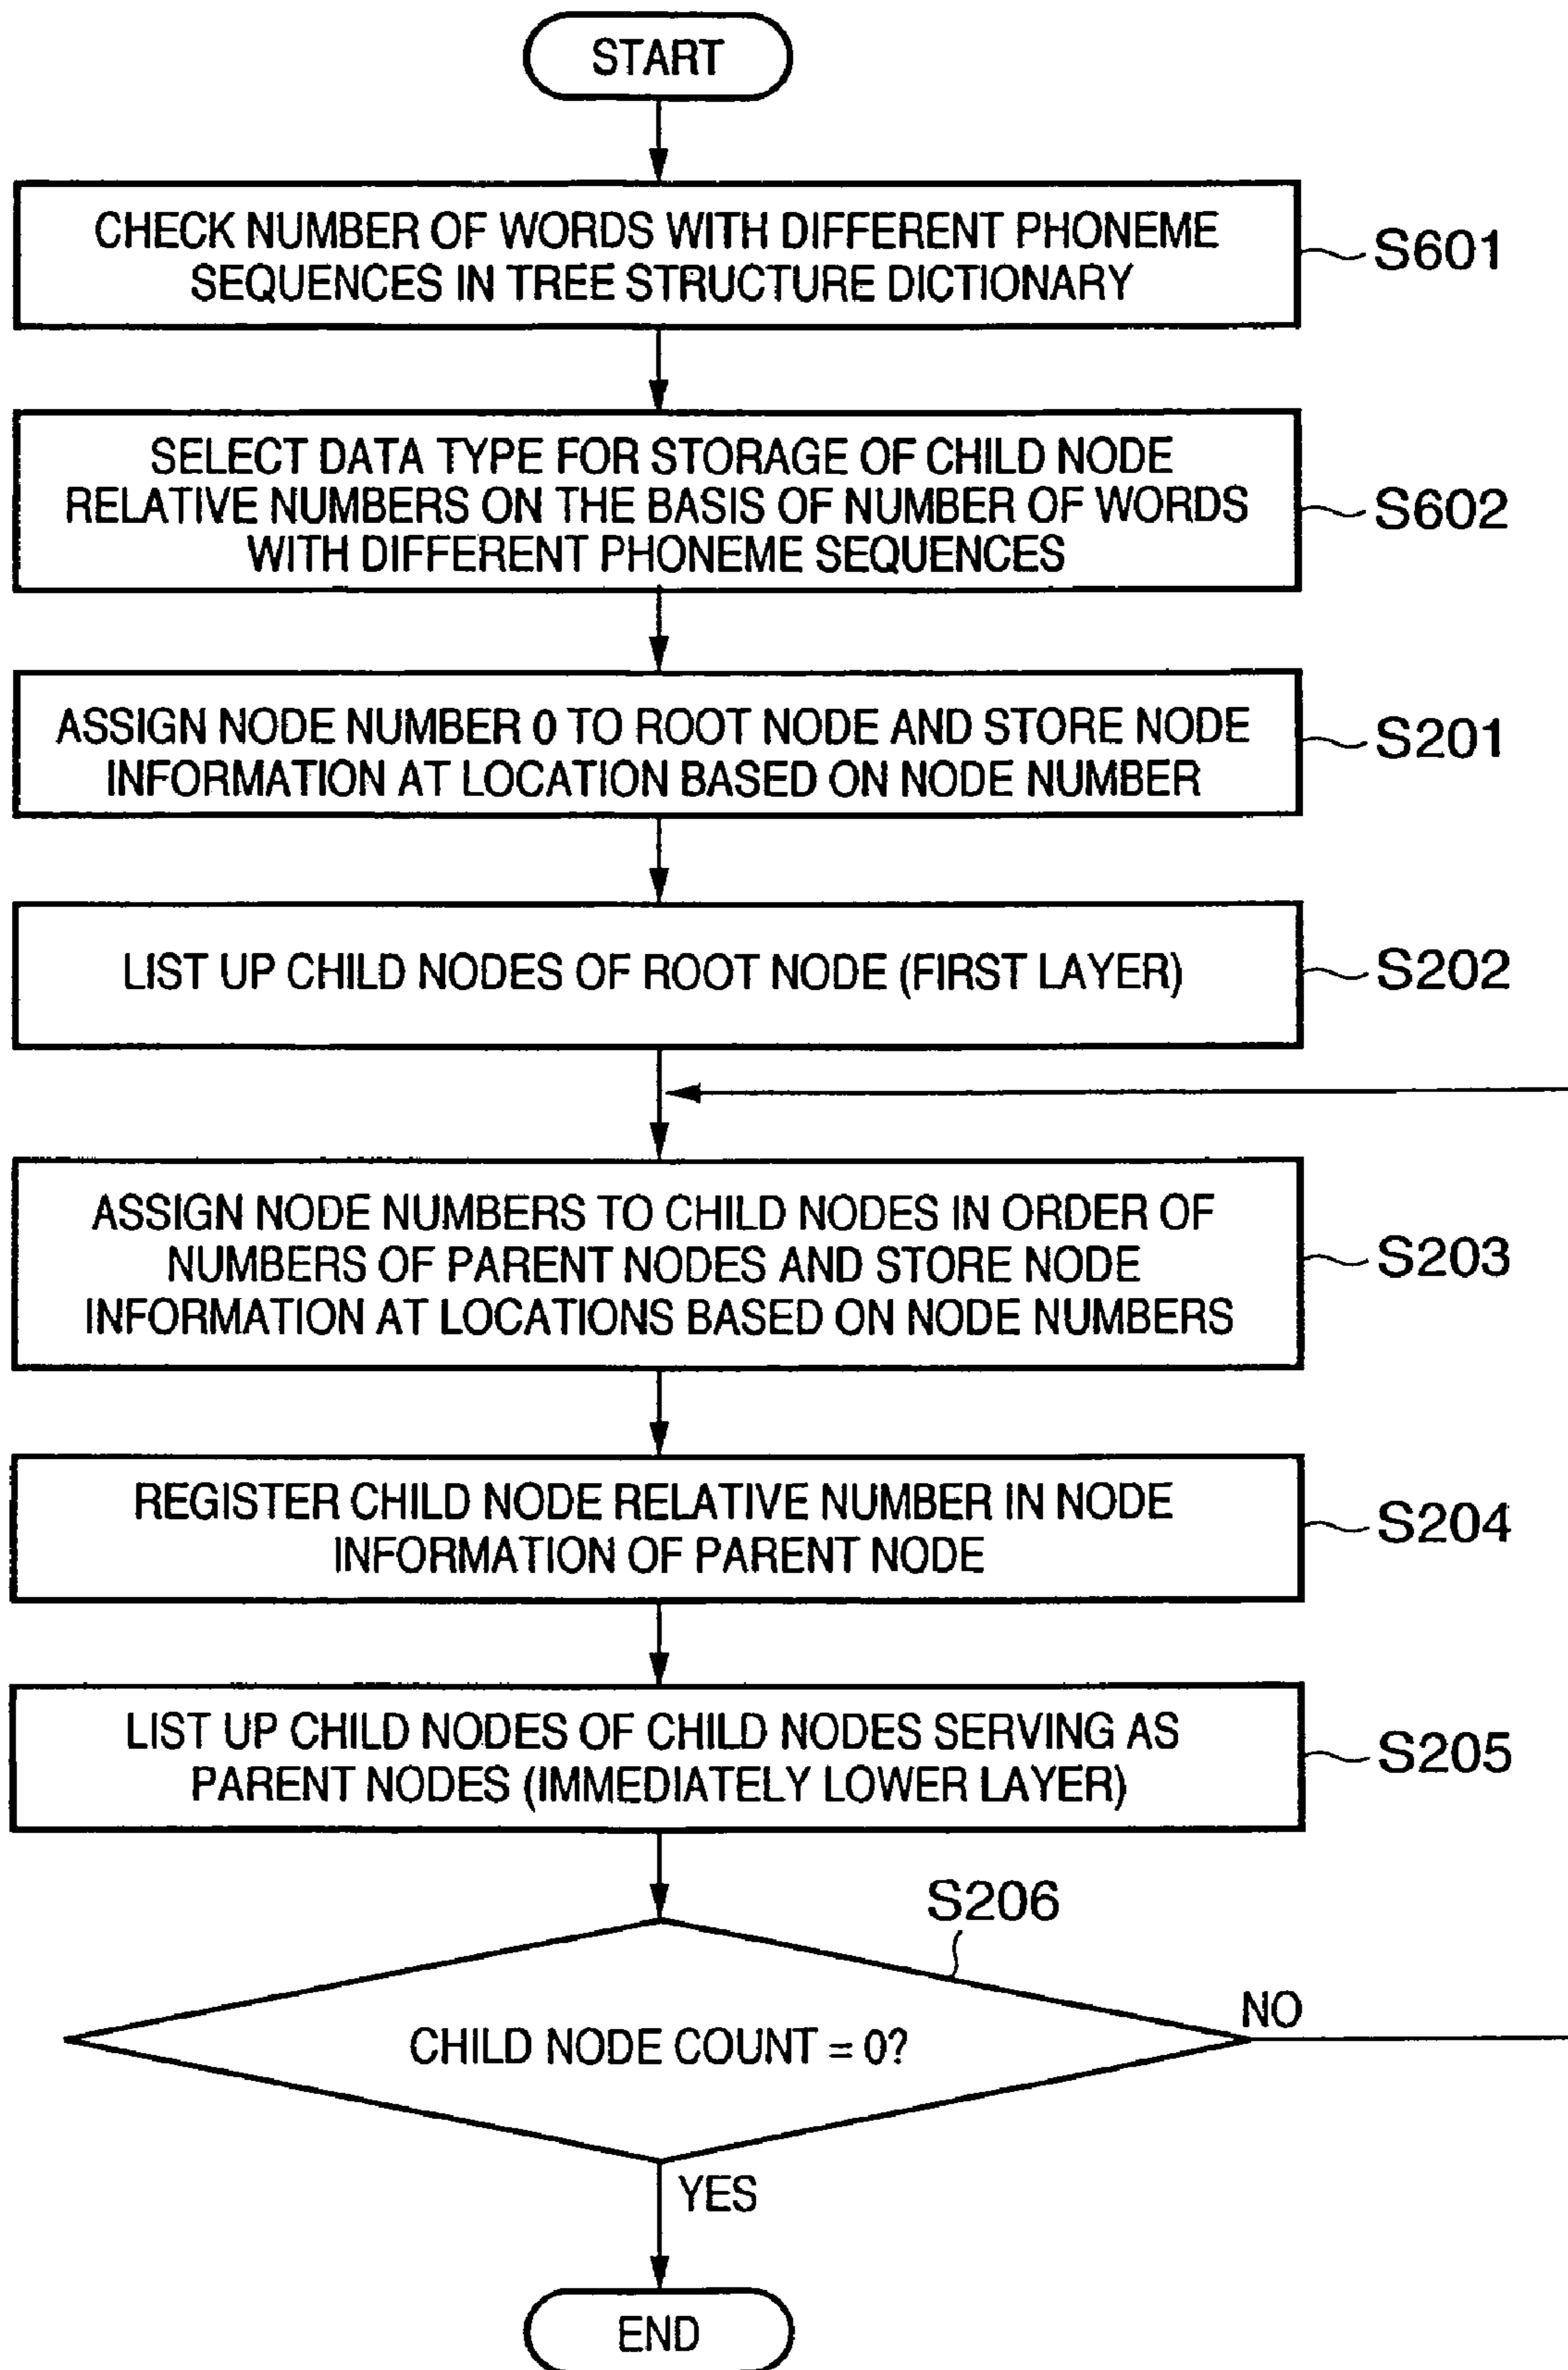 START
CHECK NUMBER OF WORDS WITH DIFFERENT PHONEME
SEQUENCES IN TREE STRUCTURE DICTIONARY
S601
SELECT DATA TYPE FOR STORAGE OF CHILD NODE
RELATIVE NUMBERS ON THE BASIS OF NUMBER OF WORDS
WITH DIFFERENT PHONEME SEQUENCES
S602
ASSIGN NODE NUMBER 0 TO ROOT NODE AND STORE NODE
INFORMATION AT LOCATION BASED ON NODE NUMBER
S201
LIST UP CHILD NODES OF ROOT NODE (FIRST LAYER)
S202
ASSIGN NODE NUMBERS TO CHILD NODES IN ORDER OF
NUMBERS OF PARENT NODES AND STORE NODE
INFORMATION AT LOCATIONS BASED ON NODE NUMBERS
S203
REGISTER CHILD NODE RELATIVE NUMBER IN NODE
INFORMATION OF PARENT NODE
S204
LIST UP CHILD NODES OF CHILD NODES SERVING AS
PARENT NODES (IMMEDIATELY LOWER LAYER)
S205
S206
CHILD NODE COUNT = 0?
NO
YES
END